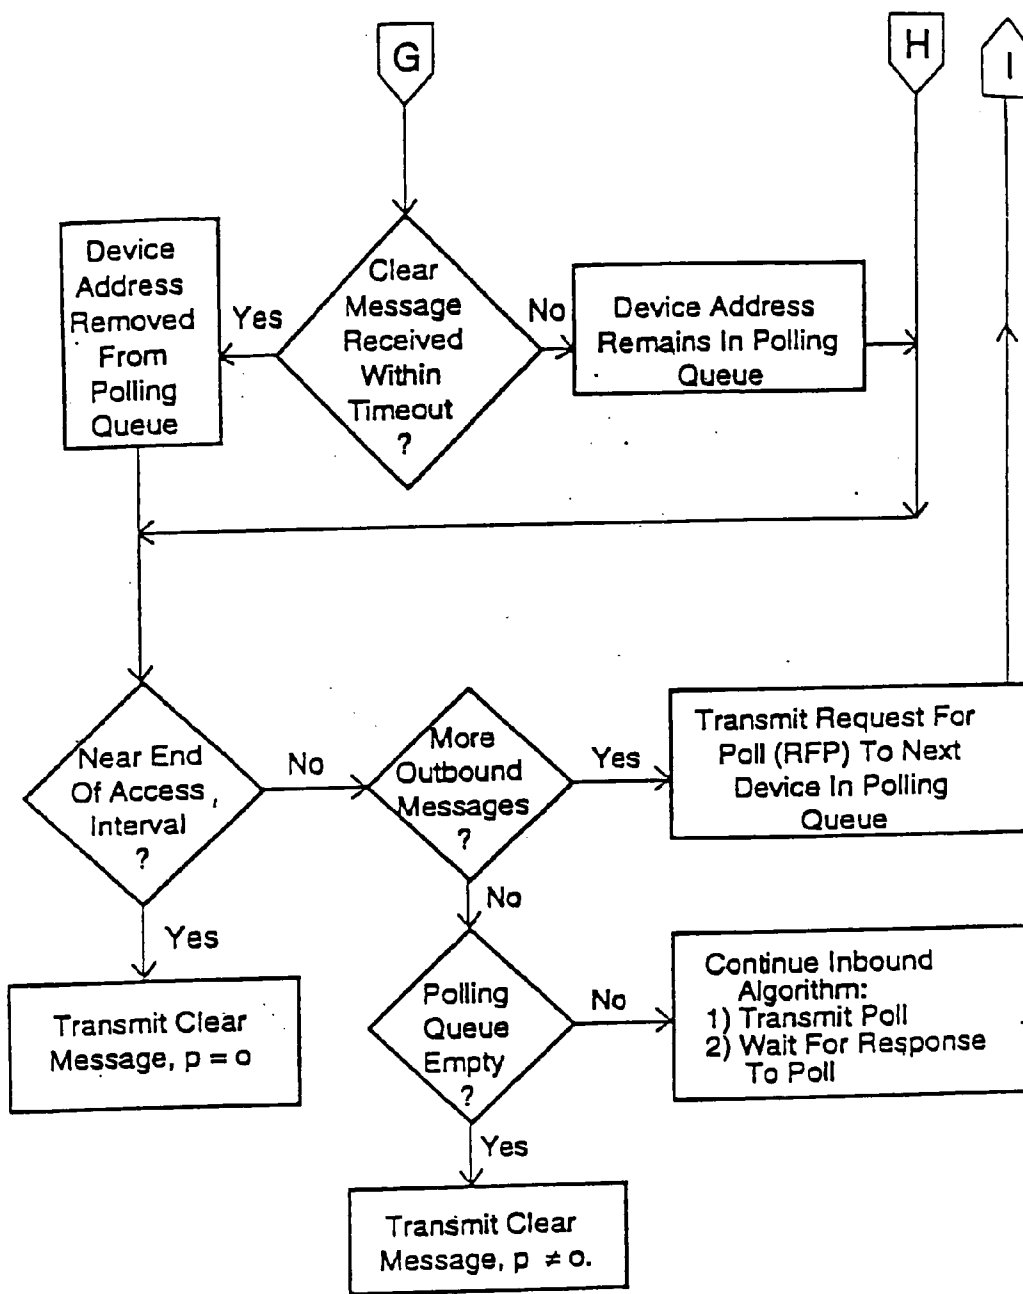 G
H
I
Device
Address
Removed
From
Polling
Queue
Yes
Clear
Message
Received
Within
Timeout
?
No
Device Address
Remains In Polling
Queue
Near End
Of Access
Interval
?
No
More
Outbound
Messages
?
Yes
Transmit Request For
Poll (RFP) To Next
Device In Polling
Queue
Yes
Transmit Clear
Message, p = o
No
Polling
Queue
Empty
?
No
Continue Inbound
Algorithm:
1) Transmit Poll
2) Wait For Response
To Poll
Yes
Transmit Clear
Message, p ≠ o.